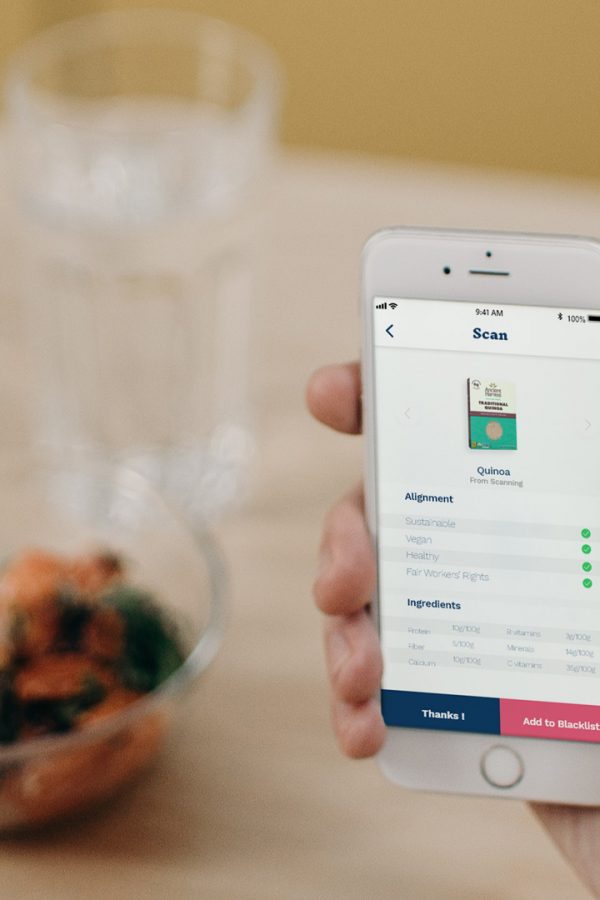 9:41 AM
100%
Scan
Ancient
Harvest
TRADITIONAL
QUINOA
Quinoa
From Scanning
Alignment
Sustainable
Vegan
Healthy
Fair Workers' Rights
Ingredients
Protein 10g/100g B vitamins 3g/100g
Fiber 5/100g Minerals 14g/100g
Calcium 10g/100g C vitamins 35g/100g
Thanks !
Add to Blacklist